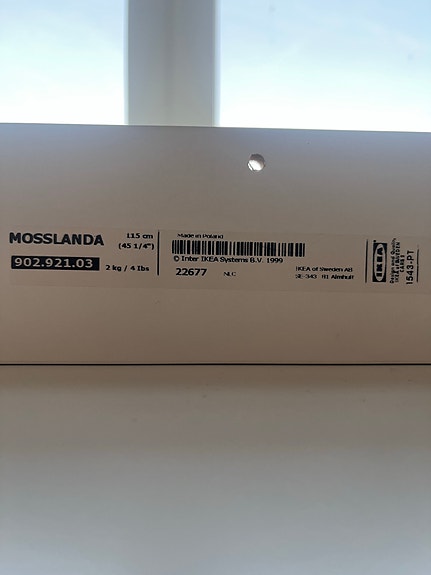 MOSSLANDA
902.921.03
115 cm
(45 1/4")
2 kg / 4 lbs
Made in Poland
© Inter IKEA Systems B.V. 1999
22677 NLC
IKEA of Sweden AB
SE-343 81 Älmhult
IKEA
1543-PT